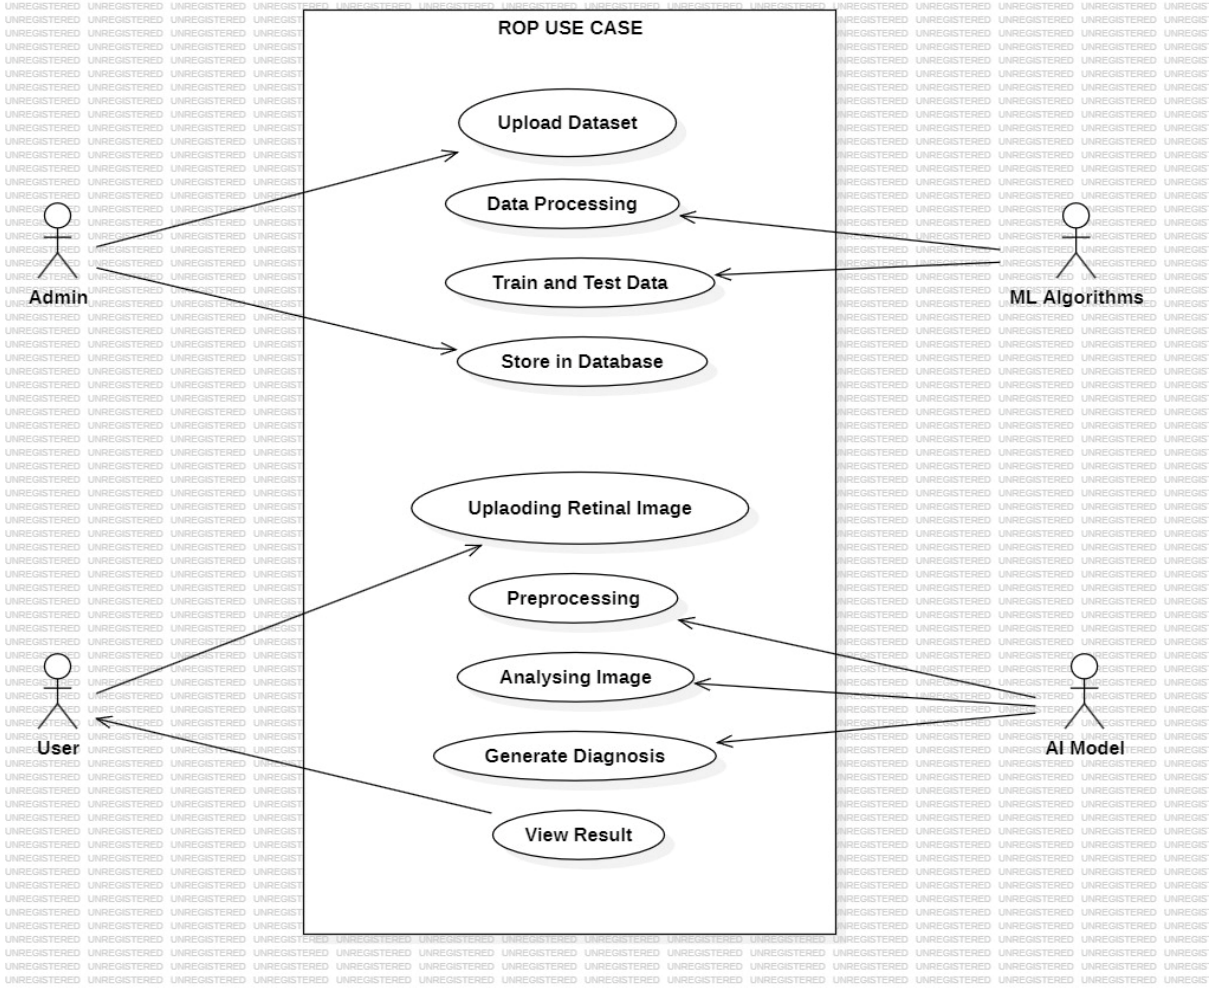 ROP USE CASE
Upload Dataset
Data Processing
Train and Test Data
Admin
ML Algorithms
Store in Database
Uplaoding Retinal Image
Preprocessing
Analysing Image
User
AI Model
Generate Diagnosis
View Result
UNREGISTERED